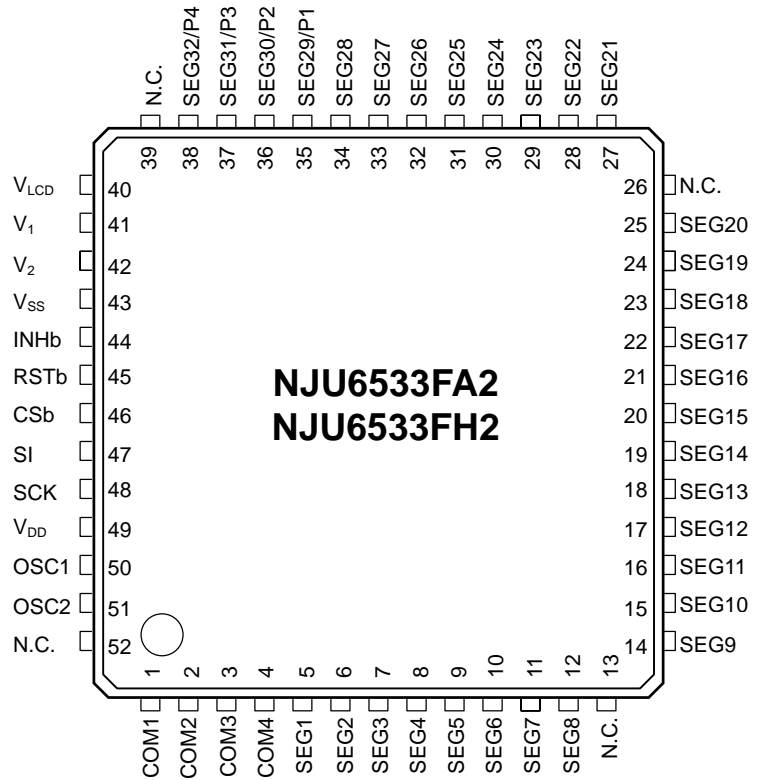 N.C.
SEG32/P4
SEG31/P3
SEG30/P2
SEG29/P1
SEG28
SEG27
SEG26
SEG25
SEG24
SEG23
SEG22
SEG21
39
38
37
36
35
34
33
32
31
30
29
28
27
VLCD 40
V1 41
V2 42
VSS 43
INHb 44
RSTb 45
CSb 46
SI 47
SCK 48
VDD 49
OSC1 50
OSC2 51
N.C. 52
NJU6533FA2
NJU6533FH2
26 N.C.
25 SEG20
24 SEG19
23 SEG18
22 SEG17
21 SEG16
20 SEG15
19 SEG14
18 SEG13
17 SEG12
16 SEG11
15 SEG10
14 SEG9
1
2
3
4
5
6
7
8
9
10
11
12
13
COM1
COM2
COM3
COM4
SEG1
SEG2
SEG3
SEG4
SEG5
SEG6
SEG7
SEG8
N.C.